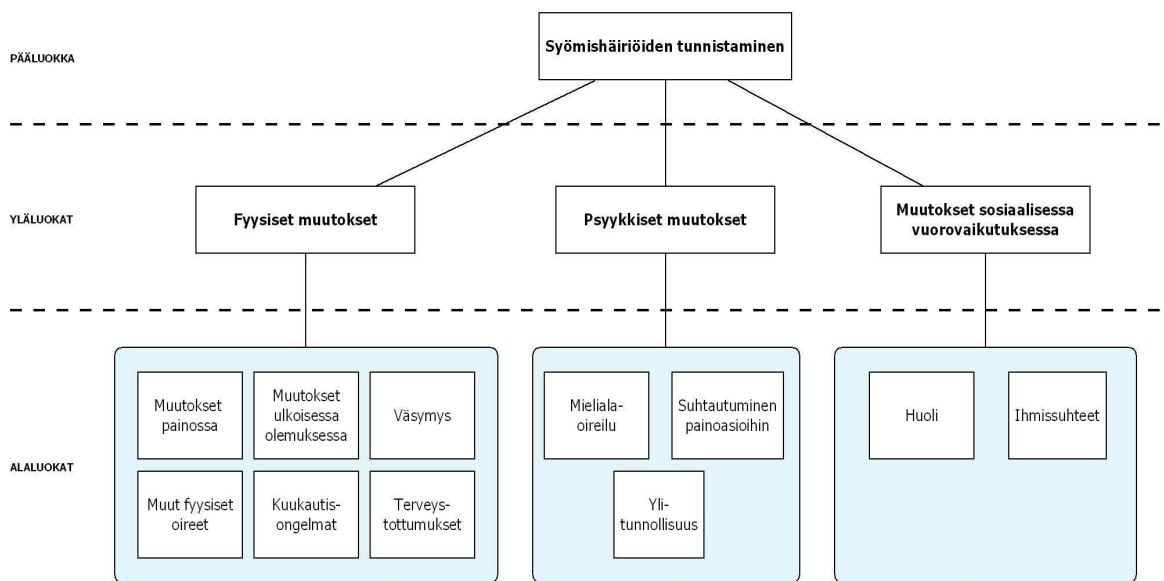 PÄÄLUOKKA
Syömishäiriöiden tunnistaminen
YLÄLUOKAT
Fyysiset muutokset
Psyykkiset muutokset
Muutokset sosiaalisessa
vuorovaikutuksessa
ALALUOKAT
Muutokset
painossa
Muutokset
ulkoisessa
olemuksessa
Väsymys
Muut fyysiset
oireet
Kuukautis-
ongelmat
Terveys-
tottumukset
Mieliala-
oireilu
Suhtautuminen
painoasioihin
Yli-
tunnollisuus
Huoli
Ihmissuhteet